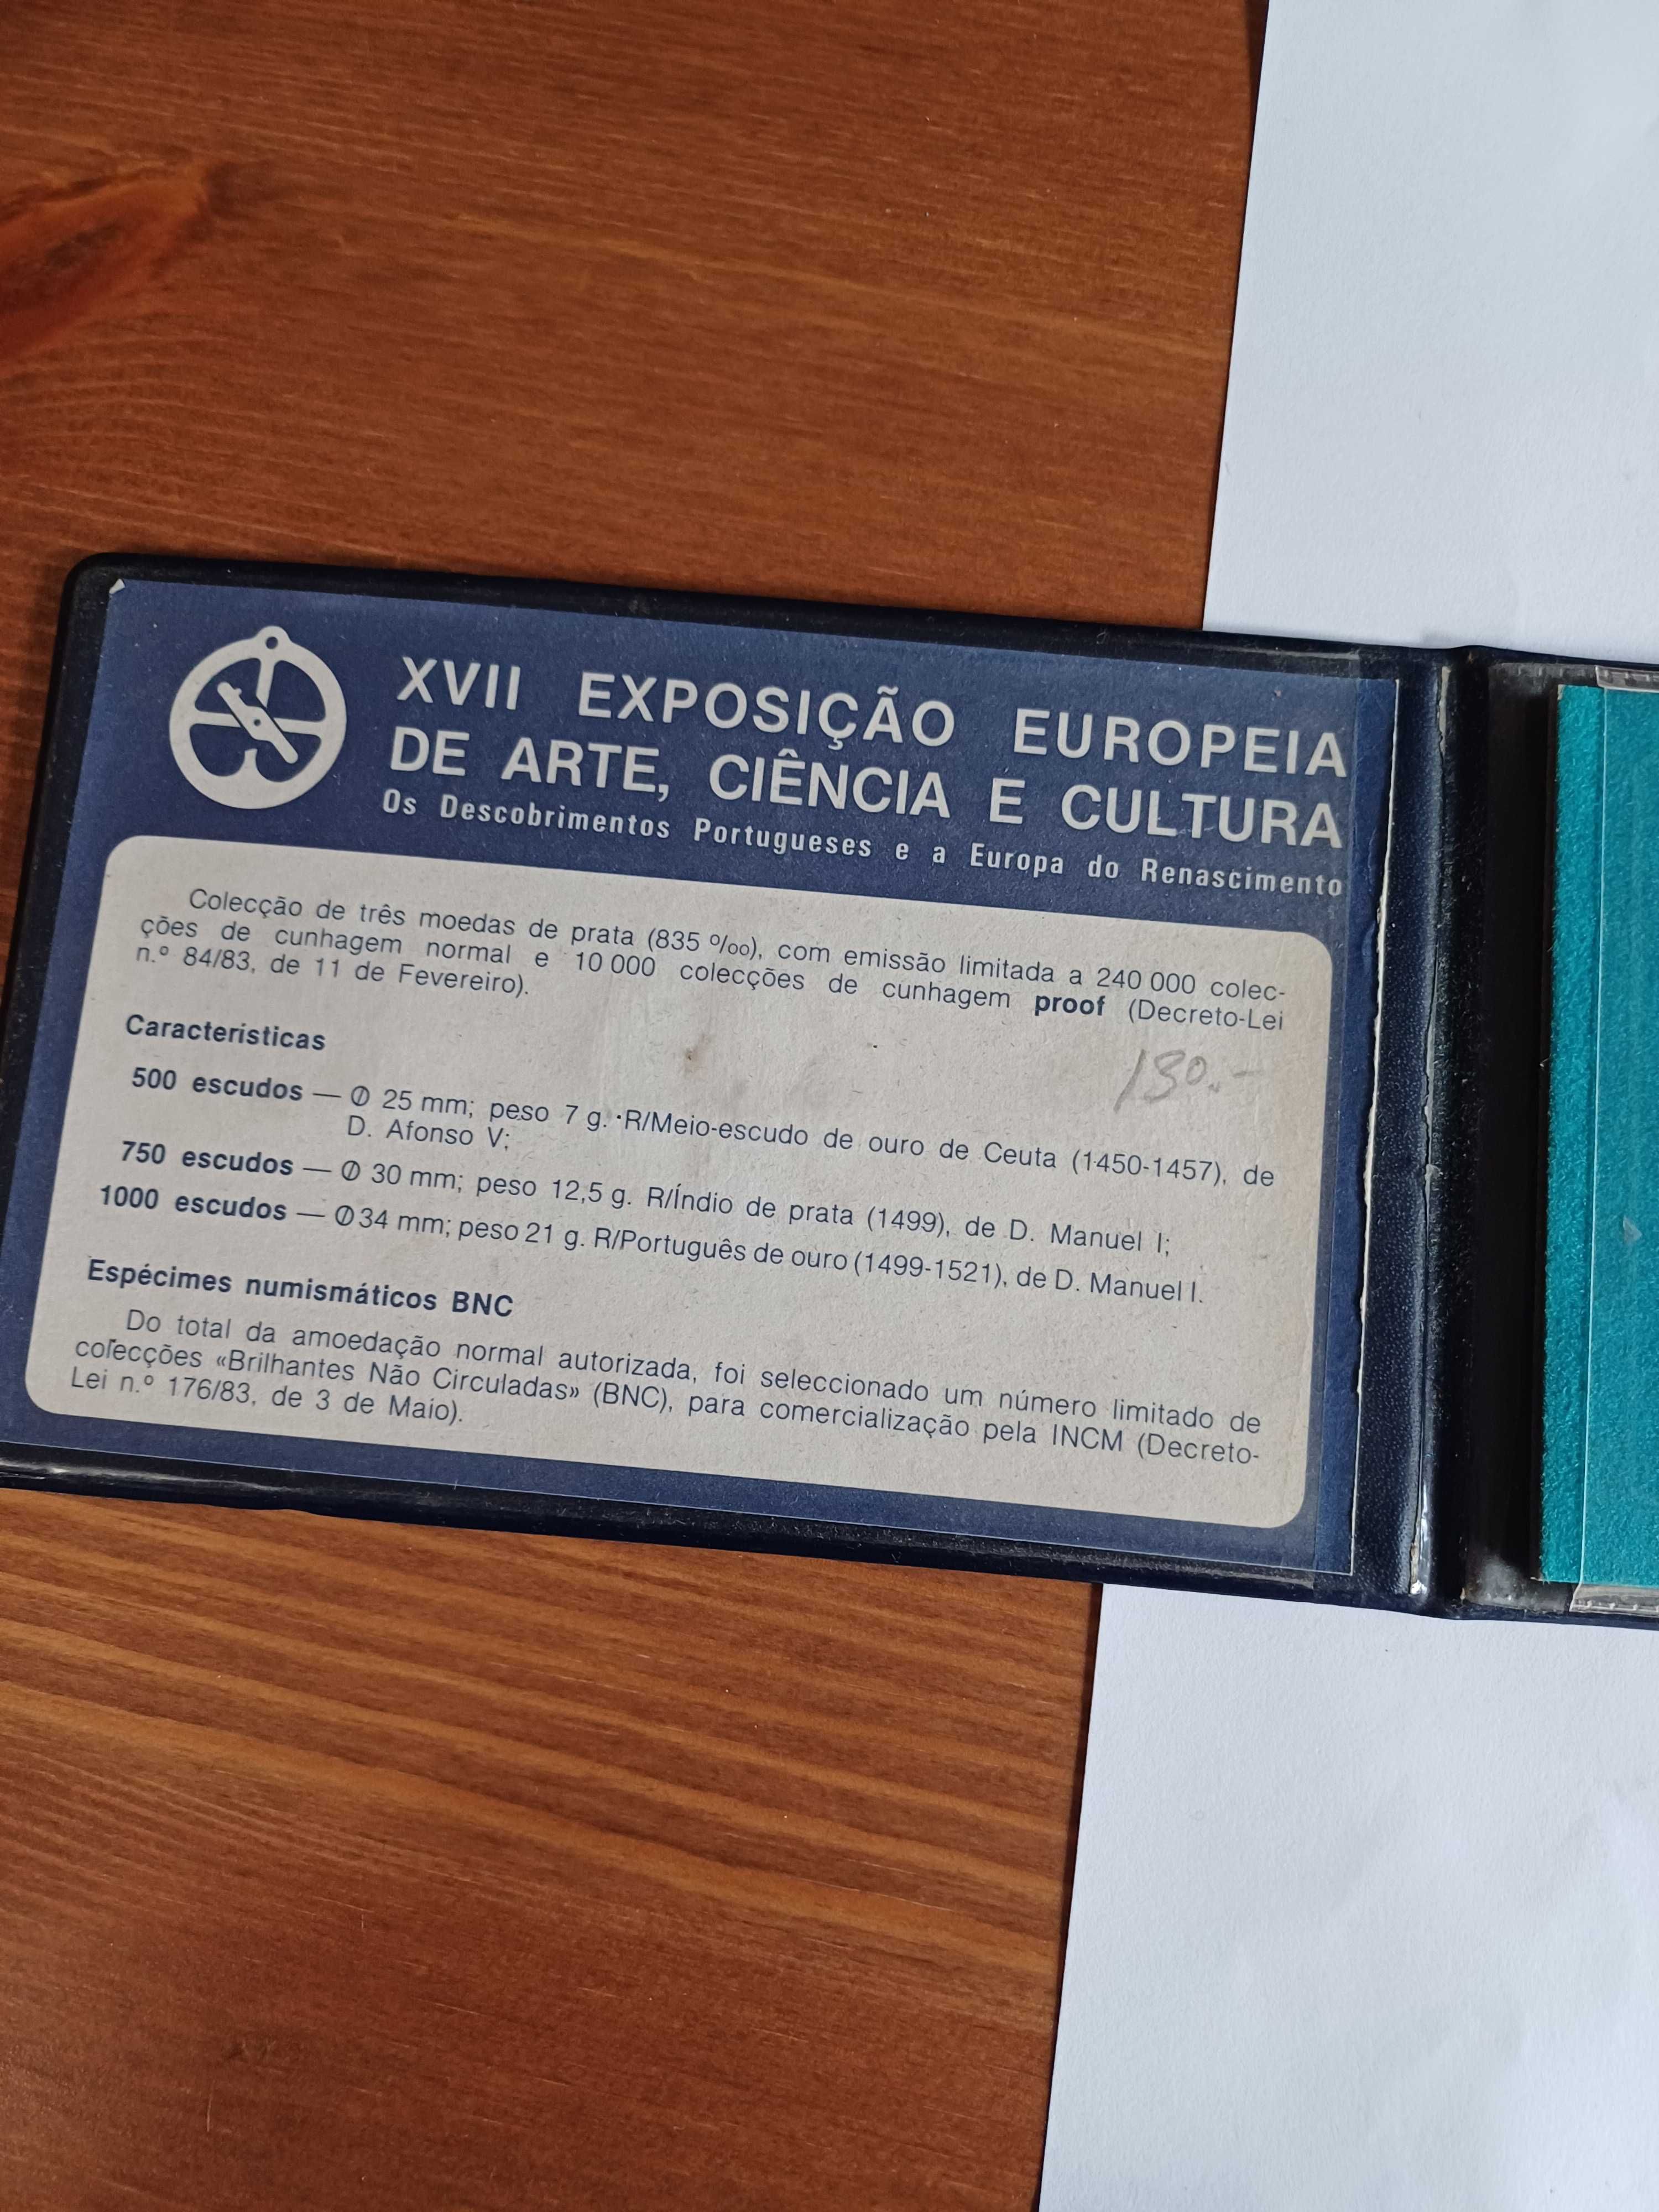 XVII EXPOSIÇÃO EUROPEIA
DE ARTE, CIÊNCIA E CULTURA
Os Descobrimentos Portugueses e a Europa do Renascimento
Colecção de três moedas de prata (835 ‰), com emissão limitada a 240 000 colec-
ções de cunhagem normal e 10 000 colecções de cunhagem proof (Decreto-Lei
n.º 84/83, de 11 de Fevereiro).
130.-
Características
500 escudos — ∅ 25 mm; peso 7 g. R/Meio-escudo de ouro de Ceuta (1450-1457), de
D. Afonso V;
750 escudos — ∅ 30 mm; peso 12,5 g. R/Índio de prata (1499), de D. Manuel I;
1000 escudos — ∅ 34 mm; peso 21 g. R/Português de ouro (1499-1521), de D. Manuel I.
Espécimes numismáticos BNC
Do total da amoedação normal autorizada, foi seleccionado um número limitado de
colecções «Brilhantes Não Circuladas» (BNC), para comercialização pela INCM (Decreto-
Lei n.º 176/83, de 3 de Maio).